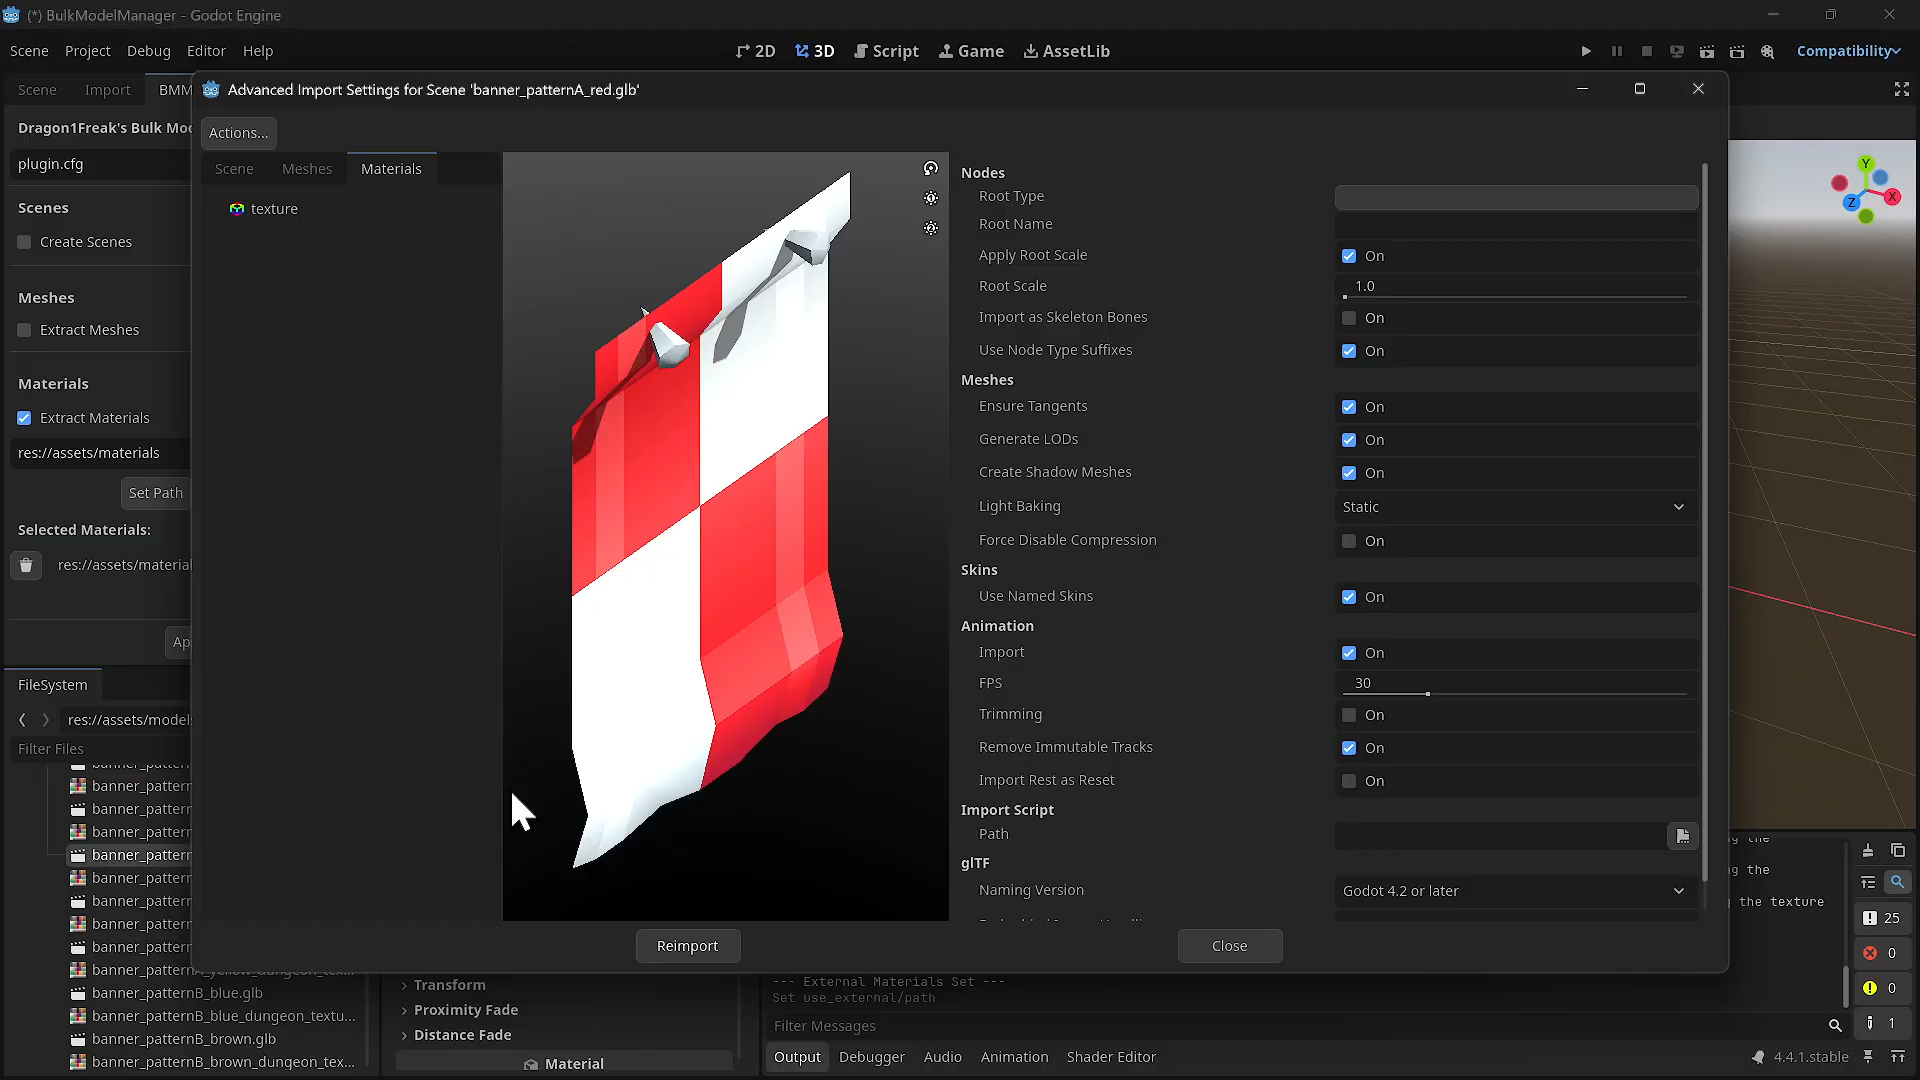 (*) BulkModelManager - Godot Engine
Scene Project Debug Editor Help
2D 3D Script Game AssetLib
Compatibility
Scene Import BMM
Advanced Import Settings for Scene 'banner_patternA_red.glb'
Dragon1Freak's Bulk Mo
plugin.cfg
Scenes
Create Scenes
Meshes
Extract Meshes
Materials
Extract Materials
res://assets/materials
Set Path
Selected Materials:
res://assets/material
Ap
Actions...
Scene Meshes Materials
texture
Nodes
Root Type
Root Name
Apply Root Scale On
Root Scale 1.0
Import as Skeleton Bones On
Use Node Type Suffixes On
Meshes
Ensure Tangents On
Generate LODs On
Create Shadow Meshes On
Light Baking Static
Force Disable Compression On
Skins
Use Named Skins On
Animation
Import On
FPS 30
Trimming On
Remove Immutable Tracks On
Import Rest as Reset On
Import Script
Path
glTF
Naming Version Godot 4.2 or later
Reimport Close
Y
X
Z
FileSystem
res://assets/model
Filter Files
banner_pattern
banner_pattern
banner_pattern
banner_pattern
banner_pattern
banner_pattern
banner_pattern
banner_pattern
banner_pattern
banner_patternA_yellow_dungeon_tex...
banner_patternB_blue.glb
banner_patternB_blue_dungeon_textu...
banner_patternB_brown.glb
banner_patternB_brown_dungeon_tex...
Transform
Proximity Fade
Distance Fade
Material
g the
g the
g the texture
--- External Materials Set ---
Set use_external/path
Filter Messages
25
0
0
1
Output Debugger Audio Animation Shader Editor
4.4.1.stable